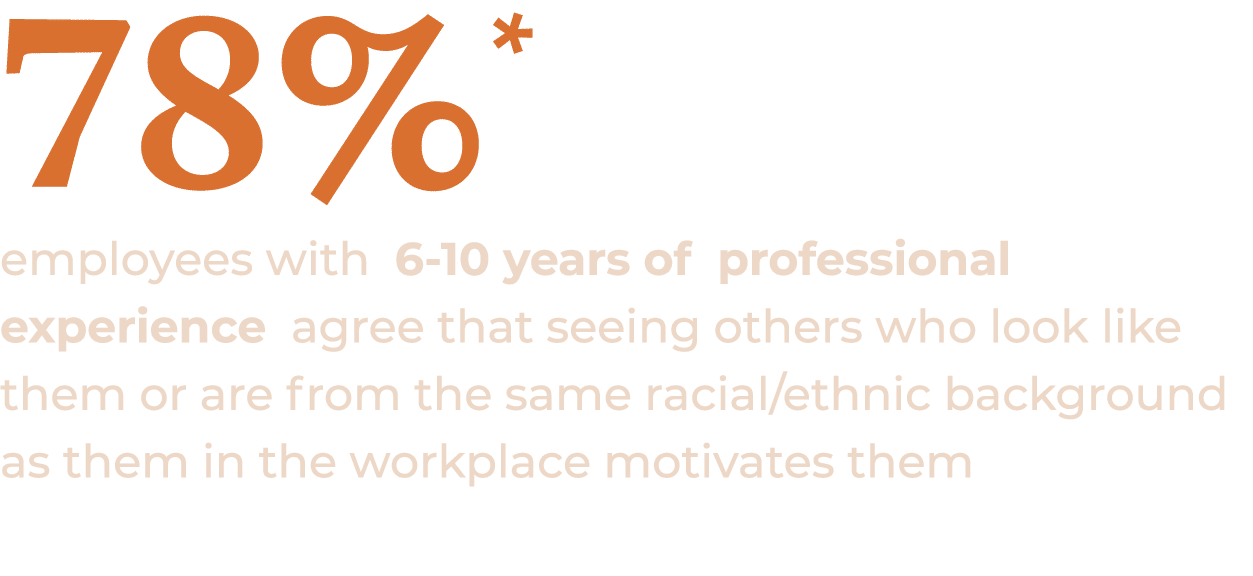 78%*
employees with 6-10 years of professional
experience agree that seeing others who look like
them or are from the same racial/ethnic background
as them in the workplace motivates them